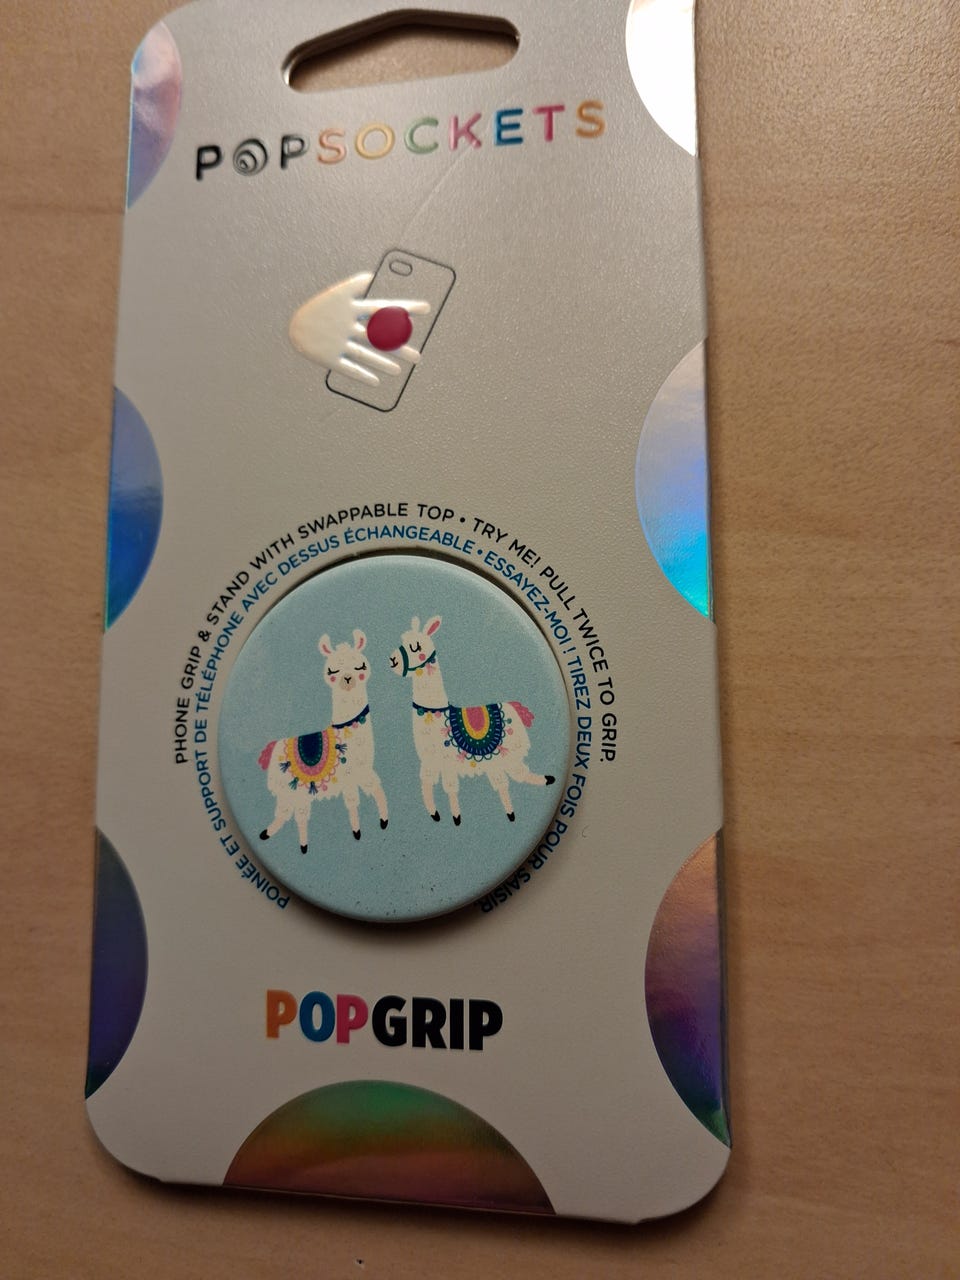 POPSOCKETS
PHONE GRIP & STAND WITH SWAPPABLE TOP • TRY ME! PULL TWICE TO GRIP.
POINÉE ET SUPPORT DE TÉLÉPHONE AVEC DESSUS ÉCHANGEABLE • ESSAYEZ-MOI ! TIREZ DEUX FOIS POUR SAISIR
POPGRIP